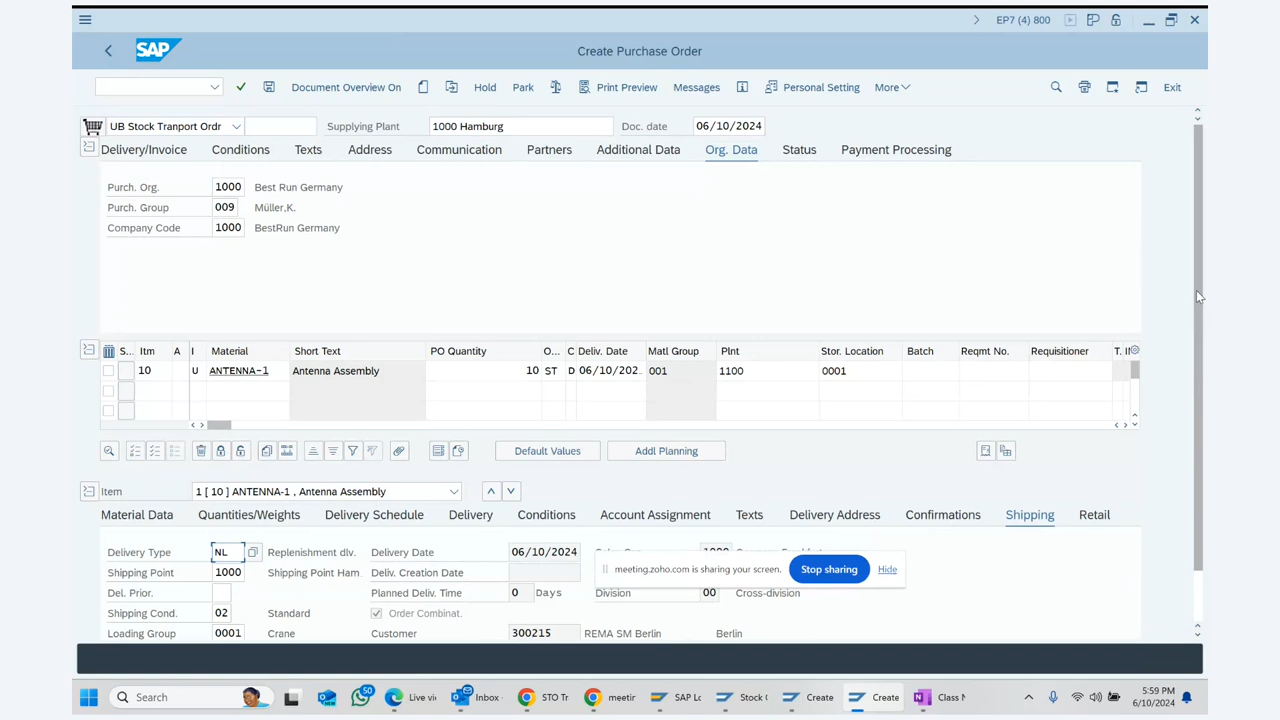 EP7 (4) 800
SAP
Create Purchase Order
Document Overview On Hold Park Print Preview Messages Personal Setting More Exit
UB Stock Tranport Ordr Supplying Plant 1000 Hamburg Doc. date 06/10/2024
Delivery/Invoice Conditions Texts Address Communication Partners Additional Data Org. Data Status Payment Processing
Purch. Org. 1000 Best Run Germany
Purch. Group 009 Müller,K.
Company Code 1000 BestRun Germany
S... Itm A I Material Short Text PO Quantity O... C Deliv. Date Matl Group Plnt Stor. Location Batch Reqmt No. Requisitioner T.
10 U ANTENNA-1 Antenna Assembly 10 ST D 06/10/202.. 001 1100 0001
Default Values Addl Planning
Item 1 [ 10 ] ANTENNA-1 , Antenna Assembly
Material Data Quantities/Weights Delivery Schedule Delivery Conditions Account Assignment Texts Delivery Address Confirmations Shipping Retail
Delivery Type NL Replenishment dlv. Delivery Date 06/10/2024
meeting.zoho.com is sharing your screen. Stop sharing Hide
Shipping Point 1000 Shipping Point Ham Deliv. Creation Date
Del. Prior. Planned Deliv. Time 0 Days Division 00 Cross-division
Shipping Cond. 02 Standard Order Combinat.
Loading Group 0001 Crane Customer 300215 REMA SM Berlin Berlin
Search 50 Live vi Inbox STO Tr meetir SAP Lo Stock ( Create Create Class N 5:59 PM
6/10/2024